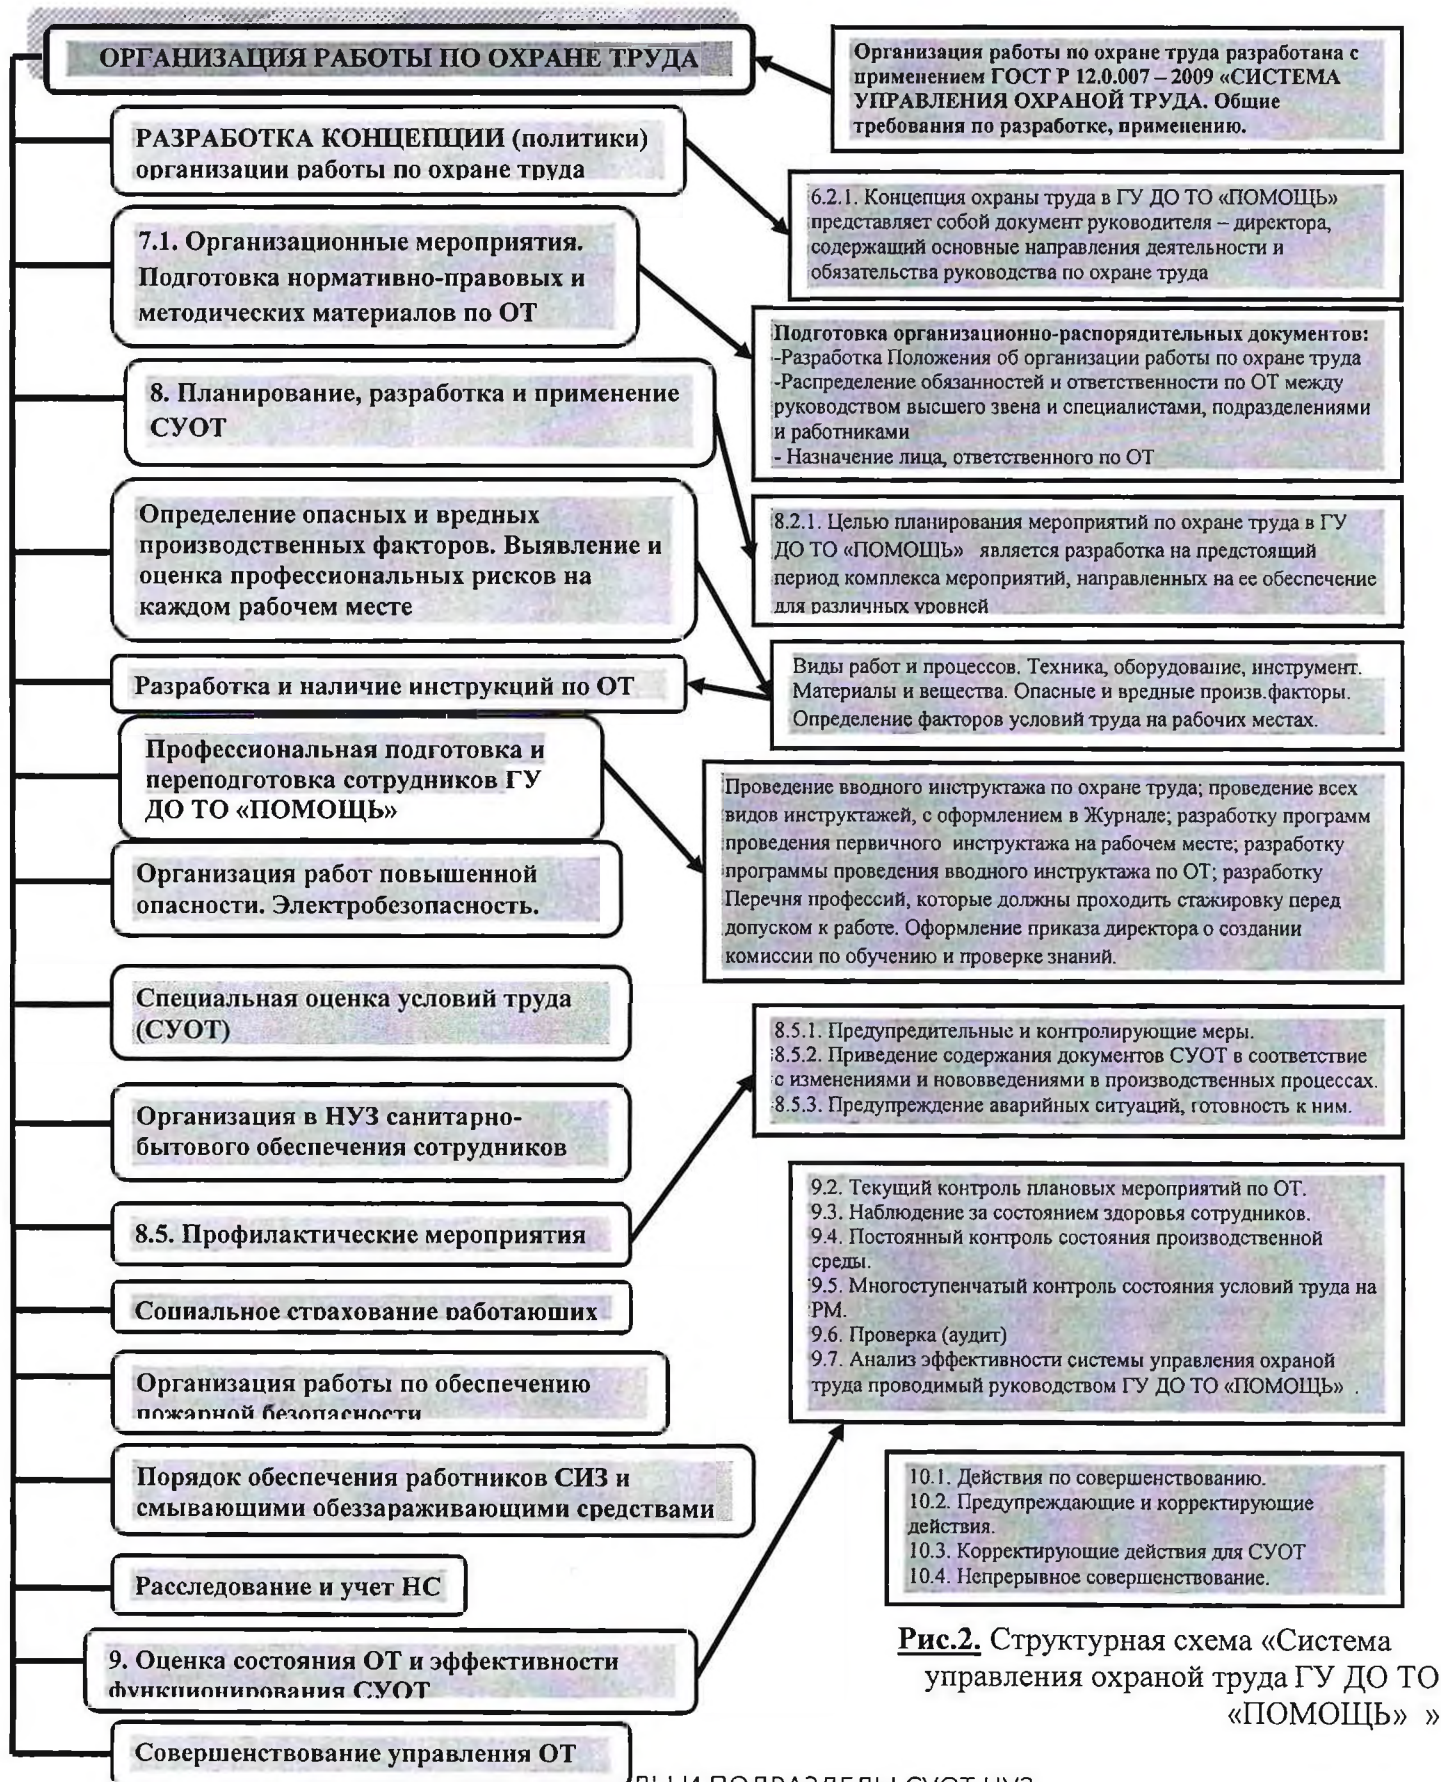 ОРГАНИЗАЦИЯ РАБОТЫ ПО ОХРАНЕ ТРУДА
Организация работы по охране труда разработана с
применением ГОСТ Р 12.0.007 – 2009 «СИСТЕМА
УПРАВЛЕНИЯ ОХРАНОЙ ТРУДА. Общие
требования по разработке, применению.
РАЗРАБОТКА КОНЦЕПЦИИ (политики)
организации работы по охране труда
6.2.1. Концепция охраны труда в ГУ ДО ТО «ПОМОЩЬ»
представляет собой документ руководителя – директора,
содержащий основные направления деятельности и
обязательства руководства по охране труда
7.1. Организационные мероприятия.
Подготовка нормативно-правовых и
методических материалов по ОТ
Подготовка организационно-распорядительных документов:
-Разработка Положения об организации работы по охране труда
-Распределение обязанностей и ответственности по ОТ между
руководством высшего звена и специалистами, подразделениями
и работниками
- Назначение лица, ответственного по ОТ
8. Планирование, разработка и применение
СУОТ
8.2.1. Целью планирования мероприятий по охране труда в ГУ
ДО ТО «ПОМОЩЬ» является разработка на предстоящий
период комплекса мероприятий, направленных на ее обеспечение
для различных уровней
Определение опасных и вредных
производственных факторов. Выявление и
оценка профессиональных рисков на
каждом рабочем месте
Виды работ и процессов. Техника, оборудование, инструмент.
Материалы и вещества. Опасные и вредные произв.факторы.
Определение факторов условий труда на рабочих местах.
Разработка и наличие инструкций по ОТ
Профессиональная подготовка и
переподготовка сотрудников ГУ
ДО ТО «ПОМОЩЬ»
Проведение вводного инструктажа по охране труда; проведение всех
видов инструктажей, с оформлением в Журнале; разработку программ
проведения первичного инструктажа на рабочем месте; разработку
программы проведения вводного инструктажа по ОТ; разработку
Перечня профессий, которые должны проходить стажировку перед
допуском к работе. Оформление приказа директора о создании
комиссии по обучению и проверке знаний.
Организация работ повышенной
опасности. Электробезопасность.
Специальная оценка условий труда
(СУОТ)
Организация в НУЗ санитарно-
бытового обеспечения сотрудников
8.5. Профилактические мероприятия
8.5.1. Предупредительные и контролирующие меры.
8.5.2. Приведение содержания документов СУОТ в соответствие
с изменениями и нововведениями в производственных процессах.
8.5.3. Предупреждение аварийных ситуаций, готовность к ним.
Социальное страхование работающих
Организация работы по обеспечению
пожарной безопасности
Порядок обеспечения работников СИЗ и
смывающими обеззараживающими средствами
Расследование и учет НС
9. Оценка состояния ОТ и эффективности
функционирования СУОТ
9.2. Текущий контроль плановых мероприятий по ОТ.
9.3. Наблюдение за состоянием здоровья сотрудников.
9.4. Постоянный контроль состояния производственной
среды.
9.5. Многоступенчатый контроль состояния условий труда на
РМ.
9.6. Проверка (аудит)
9.7. Анализ эффективности системы управления охраной
труда проводимый руководством ГУ ДО ТО «ПОМОЩЬ» .
Совершенствование управления ОТ
10.1. Действия по совершенствованию.
10.2. Предупреждающие и корректирующие
действия.
10.3. Корректирующие действия для СУОТ
10.4. Непрерывное совершенствование.
Рис.2. Структурная схема «Система
управления охраной труда ГУ ДО ТО
«ПОМОЩЬ» »
И ПОДРАЗДЕЛЫ СУОТ НУЗ